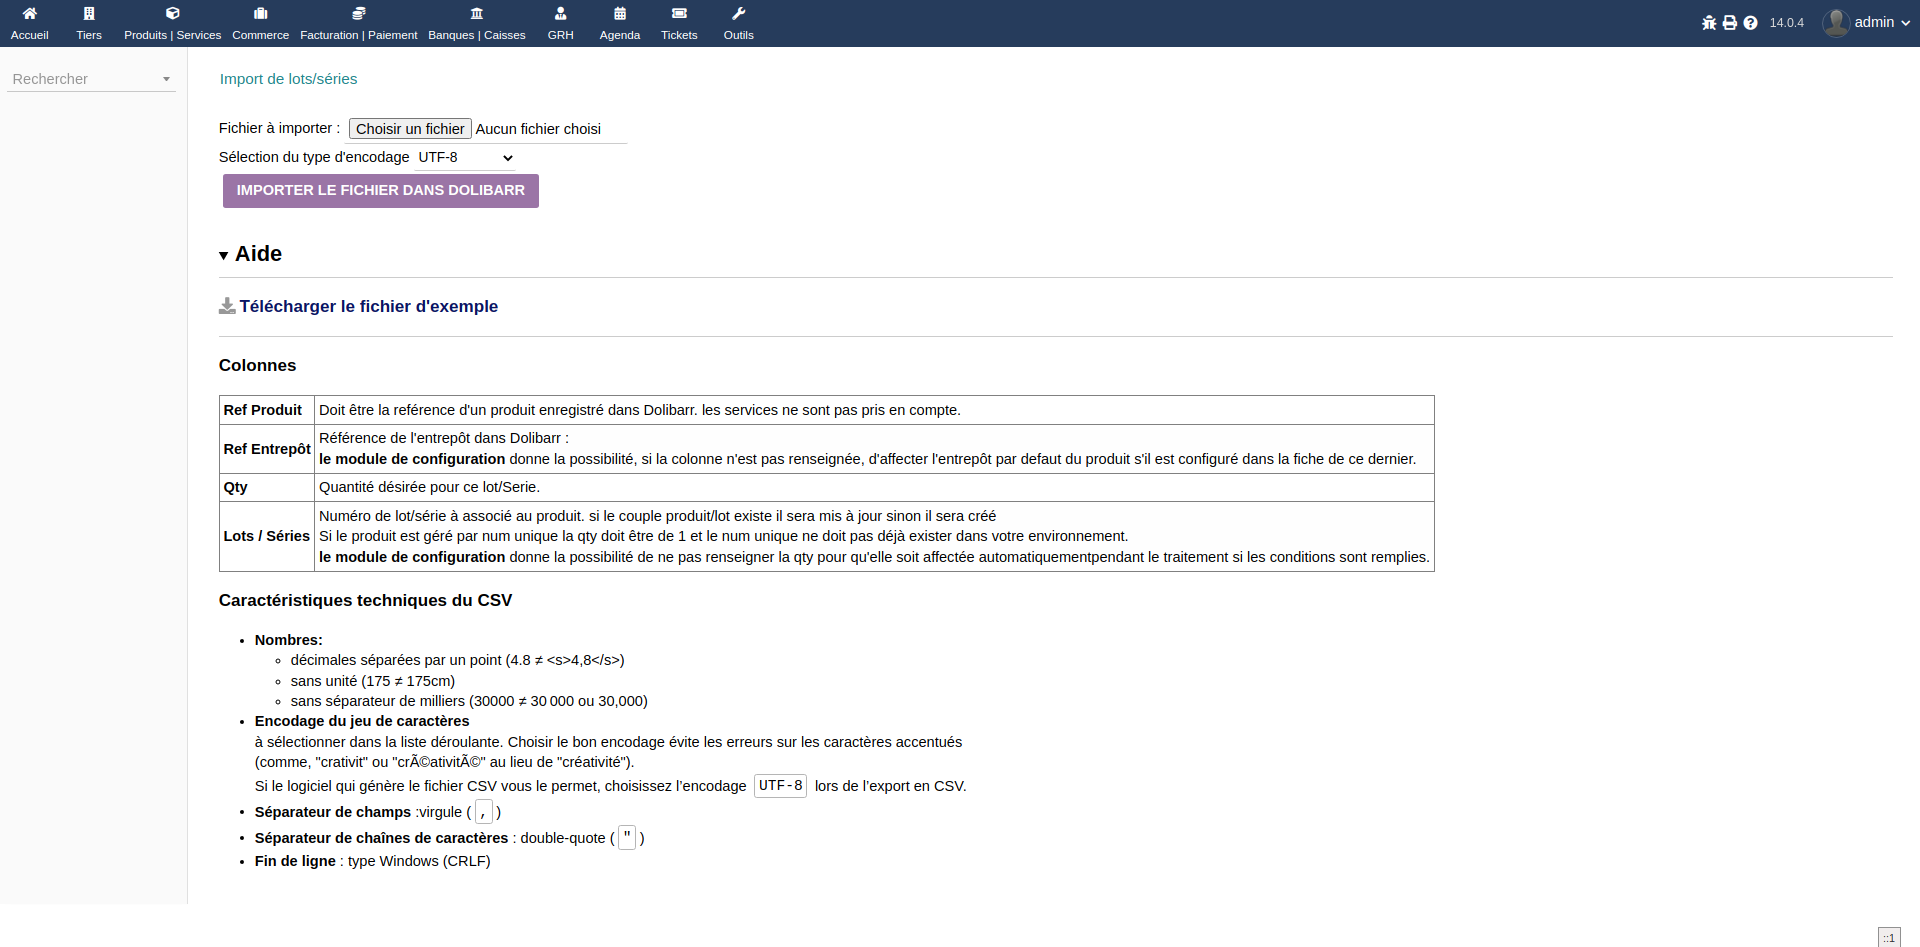 Accueil Tiers Produits | Services Commerce Facturation | Paiement Banques | Caisses GRH Agenda Tickets Outils 14.0.4 admin
Rechercher
Import de lots/séries
Fichier à importer : Choisir un fichier Aucun fichier choisi
Sélection du type d'encodage UTF-8
IMPORTER LE FICHIER DANS DOLIBARR
Aide
Télécharger le fichier d'exemple
Colonnes
Ref Produit Doit être la reférence d'un produit enregistré dans Dolibarr. les services ne sont pas pris en compte.
Ref Entrepôt Référence de l'entrepôt dans Dolibarr :
le module de configuration donne la possibilité, si la colonne n'est pas renseignée, d'affecter l'entrepôt par defaut du produit s'il est configuré dans la fiche de ce dernier.
Qty Quantité désirée pour ce lot/Serie.
Lots / Séries Numéro de lot/série à associé au produit. si le couple produit/lot existe il sera mis à jour sinon il sera créé
Si le produit est géré par num unique la qty doit être de 1 et le num unique ne doit pas déjà exister dans votre environnement.
le module de configuration donne la possibilité de ne pas renseigner la qty pour qu'elle soit affectée automatiquementpendant le traitement si les conditions sont remplies.
Caractéristiques techniques du CSV
• Nombres:
◦ décimales séparées par un point (4.8 ≠ <s>4,8</s>)
◦ sans unité (175 ≠ 175cm)
◦ sans séparateur de milliers (30000 ≠ 30 000 ou 30,000)
• Encodage du jeu de caractères
à sélectionner dans la liste déroulante. Choisir le bon encodage évite les erreurs sur les caractères accentués
(comme, "crativit" ou "crÃ©ativitÃ©" au lieu de "créativité").
Si le logiciel qui génère le fichier CSV vous le permet, choisissez l’encodage UTF-8 lors de l’export en CSV.
• Séparateur de champs :virgule ( , )
• Séparateur de chaînes de caractères : double-quote ( " )
• Fin de ligne : type Windows (CRLF)
::1